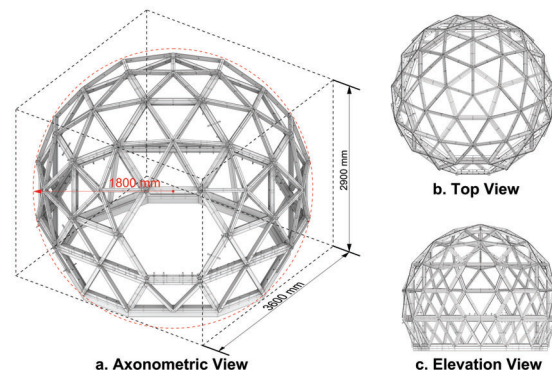 1800 mm
2900 mm
3600 mm
a. Axonometric View
b. Top View
c. Elevation View